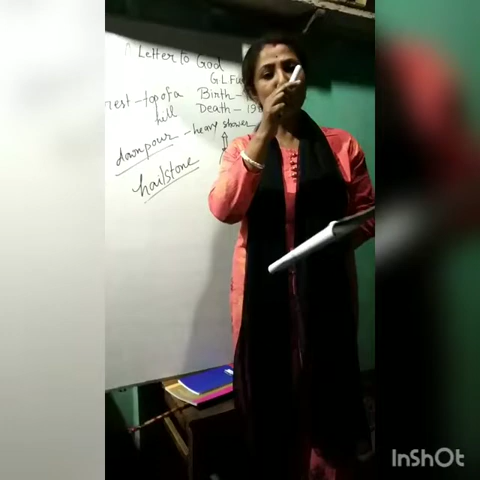 Letter to God
G.L.Fu
rest - top of a
hill
Birth -
Death - 19
downpour - heavy shower
hailstone
InShOt